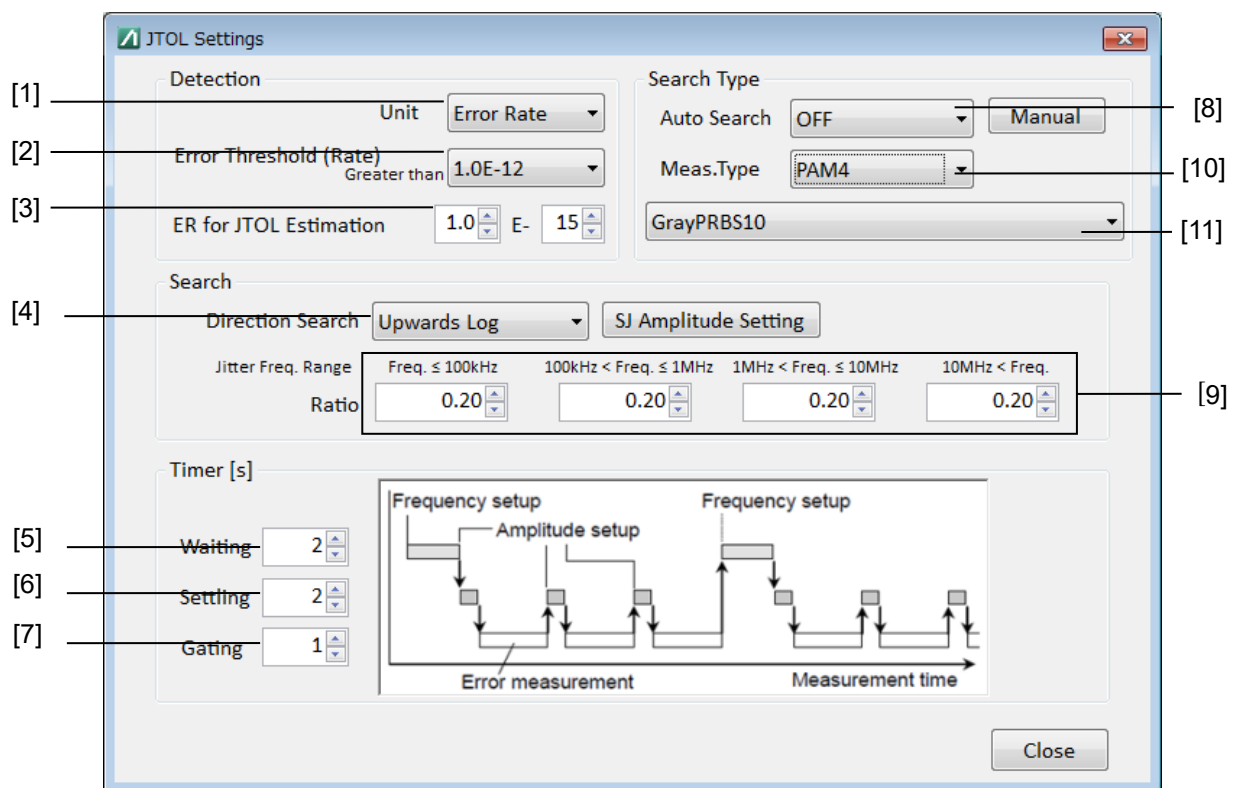 JTOL Settings
Detection
Search Type
[1]
Unit
Error Rate
Auto Search
OFF
Manual
[8]
[2]
Error Threshold (Rate)
Greater than
1.0E-12
Meas.Type
PAM4
[10]
[3]
ER for JTOL Estimation
1.0
E-
15
GrayPRBS10
[11]
Search
[4]
Direction Search
Upwards Log
SJ Amplitude Setting
Jitter Freq. Range
Freq. ≤ 100kHz
100kHz < Freq. ≤ 1MHz
1MHz < Freq. ≤ 10MHz
10MHz < Freq.
Ratio
0.20
0.20
0.20
0.20
[9]
Timer [s]
Frequency setup
Frequency setup
Amplitude setup
[5]
Waiting
2
[6]
Settling
2
[7]
Gating
1
Error measurement
Measurement time
Close